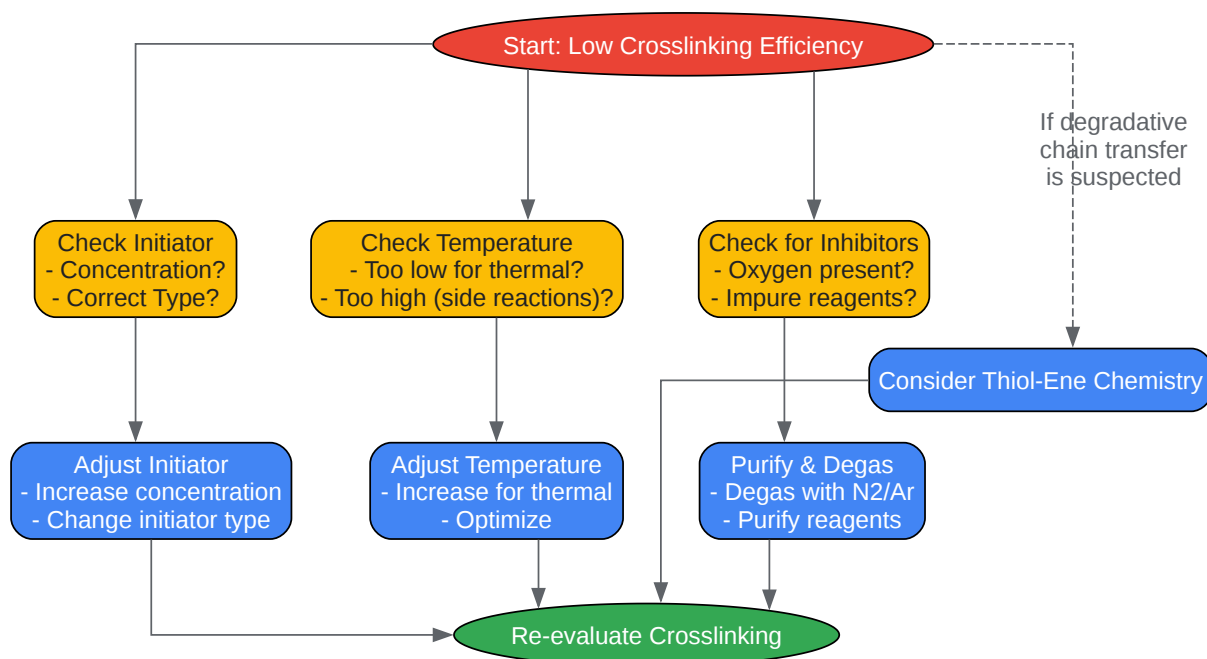 Start: Low Crosslinking Efficiency
If degradative
chain transfer
is suspected
Check Initiator
- Concentration?
- Correct Type?
Check Temperature
- Too low for thermal?
- Too high (side reactions)?
Check for Inhibitors
- Oxygen present?
- Impure reagents?
Consider Thiol-Ene Chemistry
Adjust Initiator
- Increase concentration
- Change initiator type
Adjust Temperature
- Increase for thermal
- Optimize
Purify & Degas
- Degas with N2/Ar
- Purify reagents
Re-evaluate Crosslinking